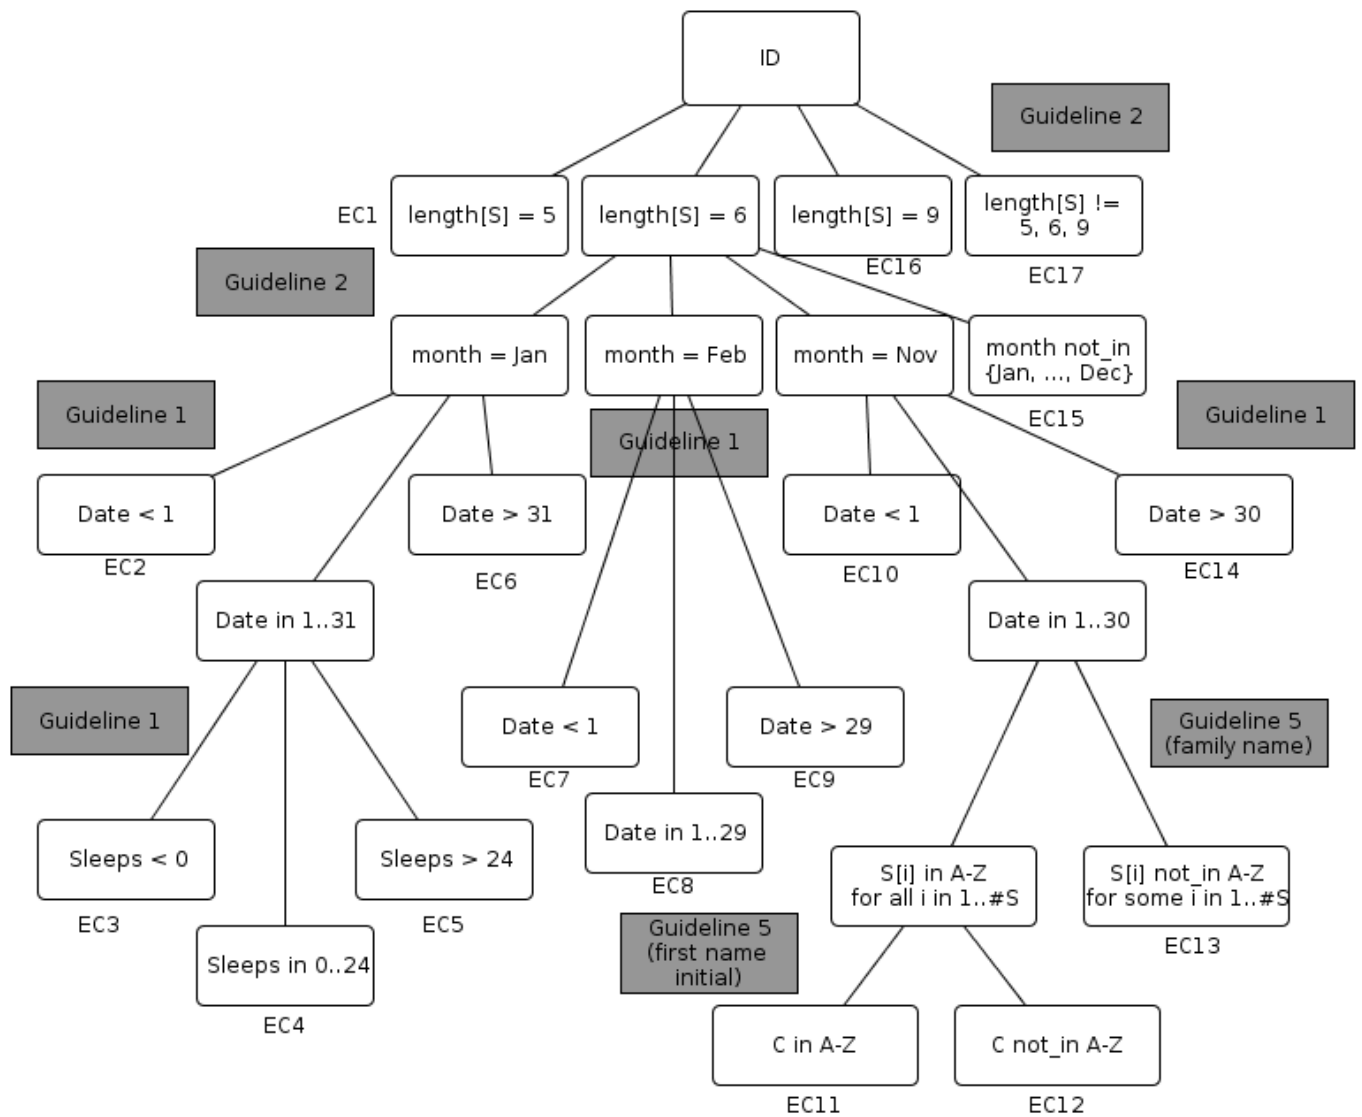 ID
Guideline 2
EC1
length[S] = 5
length[S] = 6
length[S] = 9
length[S] !=
5, 6, 9
EC16
EC17
Guideline 2
month = Jan
month = Feb
month = Nov
month not_in
{Jan, ..., Dec}
EC15
Guideline 1
Guideline 1
Guideline 1
Date < 1
Date > 31
Date < 1
Date > 30
EC2
EC6
EC10
EC14
Date in 1..31
Date in 1..30
Guideline 1
Date < 1
Date > 29
Guideline 5
(family name)
EC7
EC9
Date in 1..29
EC8
Sleeps < 0
Sleeps > 24
S[i] in A-Z
for all i in 1..#S
S[i] not_in A-Z
for some i in 1..#S
EC3
EC5
EC13
Guideline 5
(first name
initial)
Sleeps in 0..24
EC4
C in A-Z
C not_in A-Z
EC11
EC12